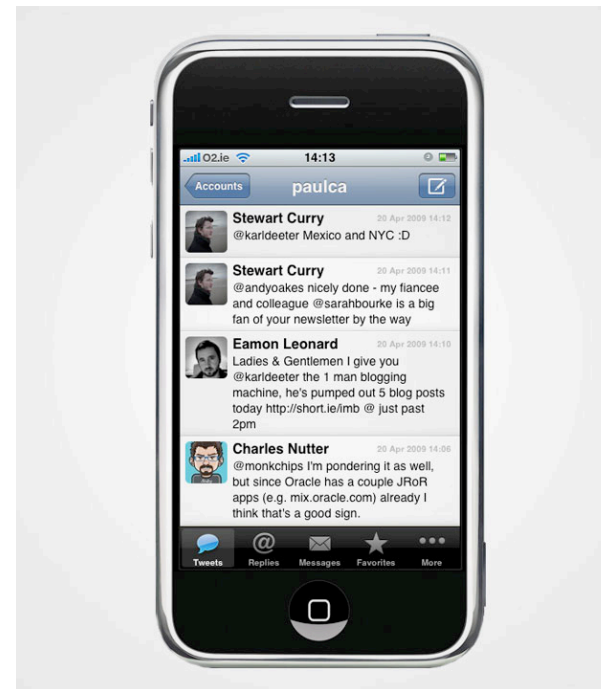 O2.ie 14:13
Accounts paulca
Stewart Curry 20 Apr 2009 14:12
@karldeeter Mexico and NYC :D
Stewart Curry 20 Apr 2009 14:11
@andyoakes nicely done - my fiancee
and colleague @sarahbourke is a big
fan of your newsletter by the way
Eamon Leonard 20 Apr 2009 14:10
Ladies & Gentlemen I give you
@karldeeter the 1 man blogging
machine, he's pumped out 5 blog posts
today http://short.ie/imb @ just past
2pm
Charles Nutter 20 Apr 2009 14:06
@monkchips I'm pondering it as well,
but since Oracle has a couple JRoR
apps (e.g. mix.oracle.com) already I
think that's a good sign.
Tweets Replies Messages Favorites More